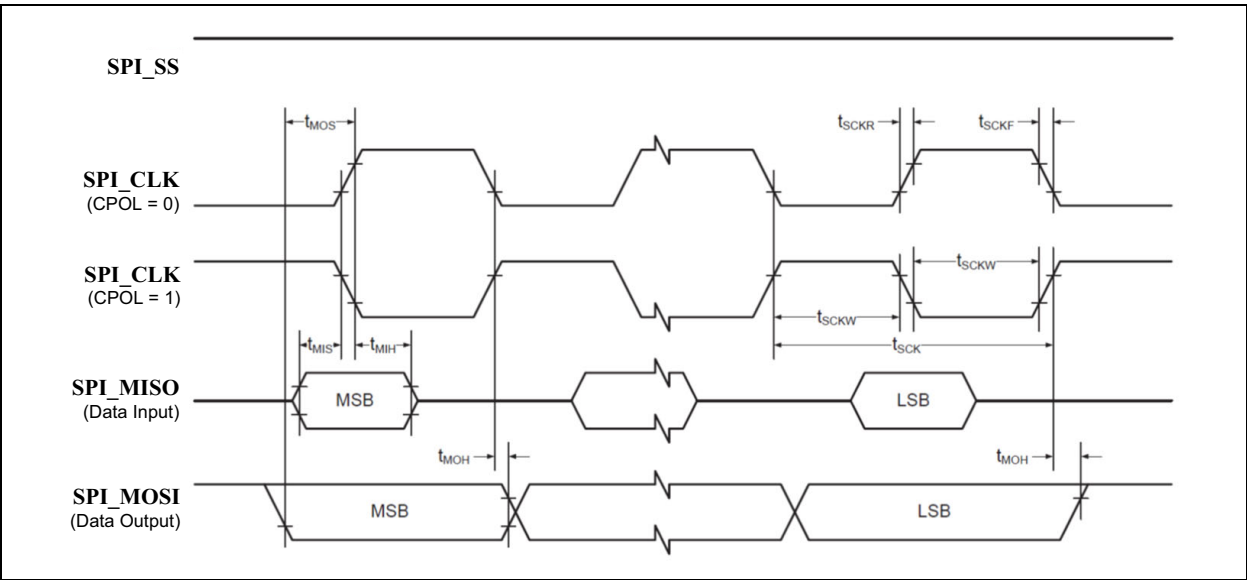 SPI_SS
tMOS
tSCKR
tSCKF
SPI_CLK
(CPOL = 0)
SPI_CLK
(CPOL = 1)
tSCKW
tSCKW
tSCK
tMIS
tMIH
SPI_MISO
(Data Input)
MSB
LSB
tMOH
tMOH
SPI_MOSI
(Data Output)
MSB
LSB